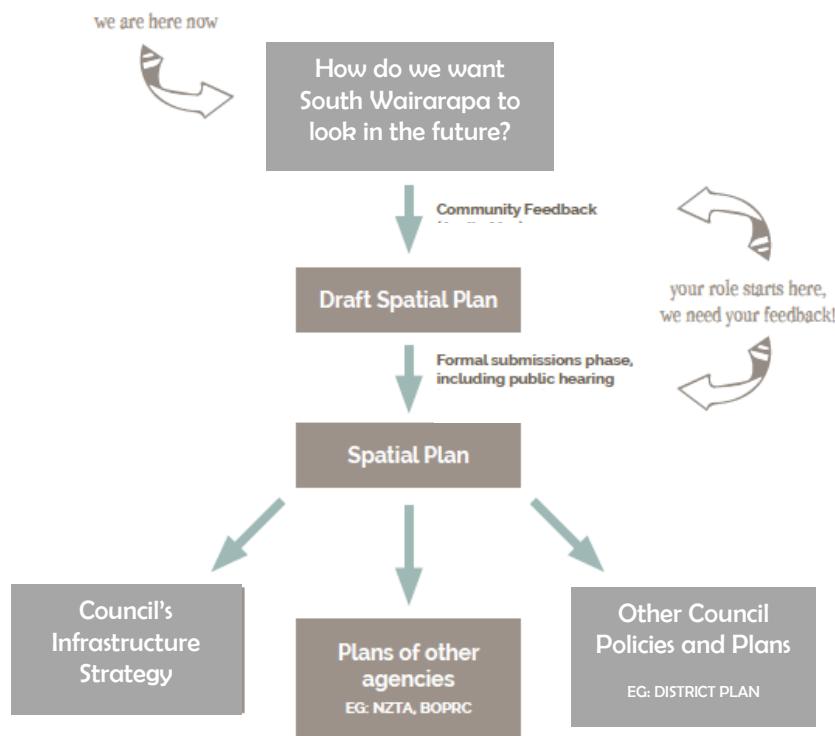 we are here now
How do we want
South Wairarapa to
look in the future?
Community Feedback
Draft Spatial Plan
your role starts here,
we need your feedback!
Formal submissions phase,
including public hearing
Spatial Plan
Council's
Infrastructure
Strategy
Plans of other
agencies
EG: NZTA, BOPRC
Other Council
Policies and Plans
EG: DISTRICT PLAN